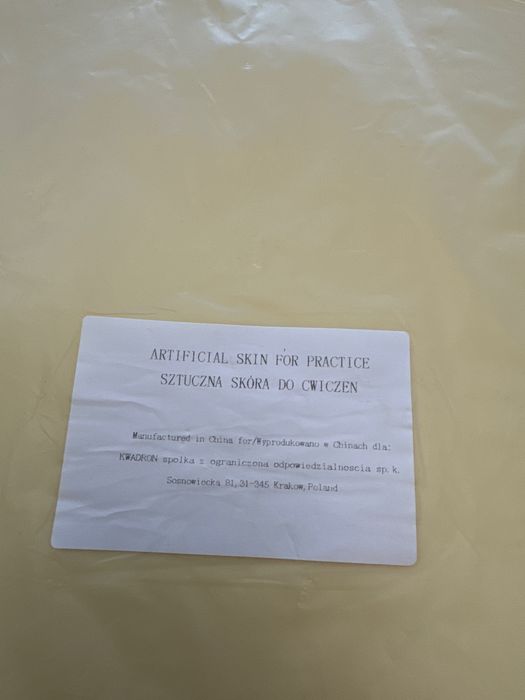 ARTIFICIAL SKIN FOR PRACTICE
SZTUCZNA SKÓRA DO CWICZEN
Manufactured in China for/Wyprodukowano w Chinach dla:
KWADRON spolka z ograniczona odpowiedzialnoscia sp. k.
Sosnowiecka 81, 31-345 Krakow, Poland